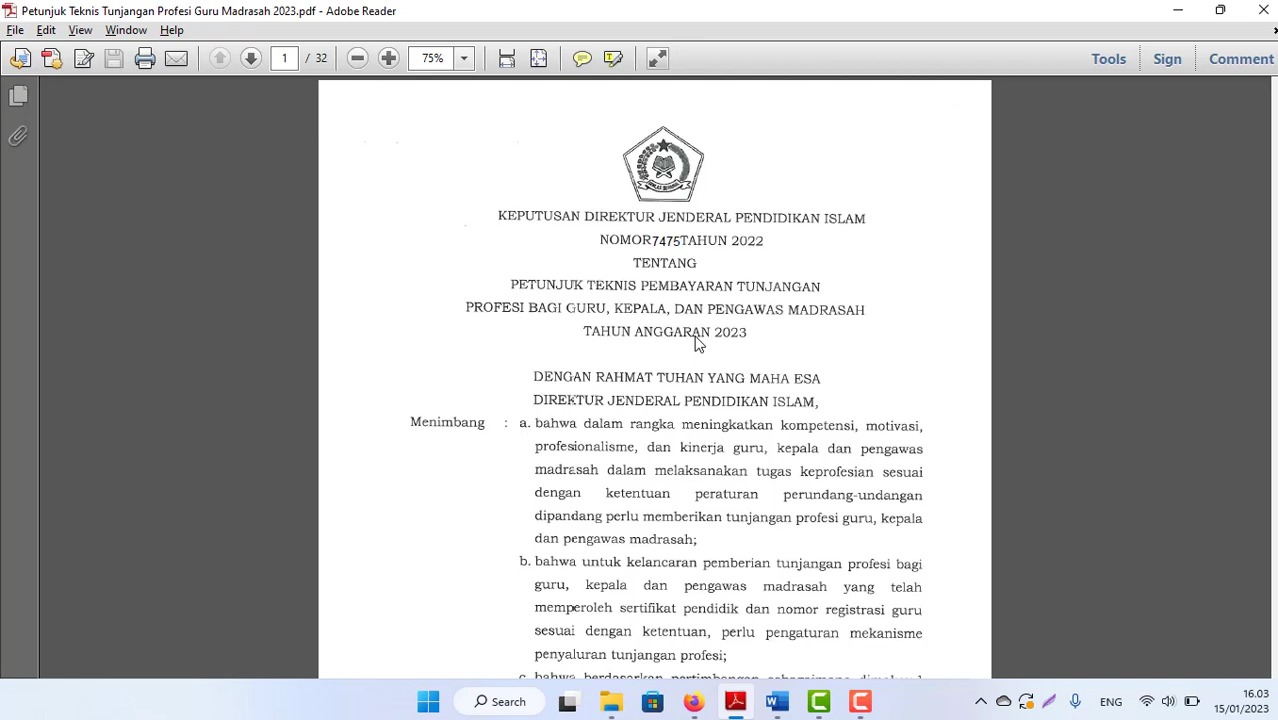 Petunjuk Teknis Tunjangan Profesi Guru Madrasah 2023.pdf - Adobe Reader
File Edit View Window Help
1 / 32 75% Tools Sign Comment
KEPUTUSAN DIREKTUR JENDERAL PENDIDIKAN ISLAM
NOMOR7475TAHUN 2022
TENTANG
PETUNJUK TEKNIS PEMBAYARAN TUNJANGAN
PROFESI BAGI GURU, KEPALA, DAN PENGAWAS MADRASAH
TAHUN ANGGARAN 2023
DENGAN RAHMAT TUHAN YANG MAHA ESA
DIREKTUR JENDERAL PENDIDIKAN ISLAM,
Menimbang : a. bahwa dalam rangka meningkatkan kompetensi, motivasi,
profesionalisme, dan kinerja guru, kepala dan pengawas
madrasah dalam melaksanakan tugas keprofesian sesuai
dengan ketentuan peraturan perundang-undangan
dipandang perlu memberikan tunjangan profesi guru, kepala
dan pengawas madrasah;
b. bahwa untuk kelancaran pemberian tunjangan profesi bagi
guru, kepala dan pengawas madrasah yang telah
memperoleh sertifikat pendidik dan nomor registrasi guru
sesuai dengan ketentuan, perlu pengaturan mekanisme
penyaluran tunjangan profesi;
c. bahwa berdasarkan pertimbangan sebagaimana
Search ENG 16.03
15/01/2023